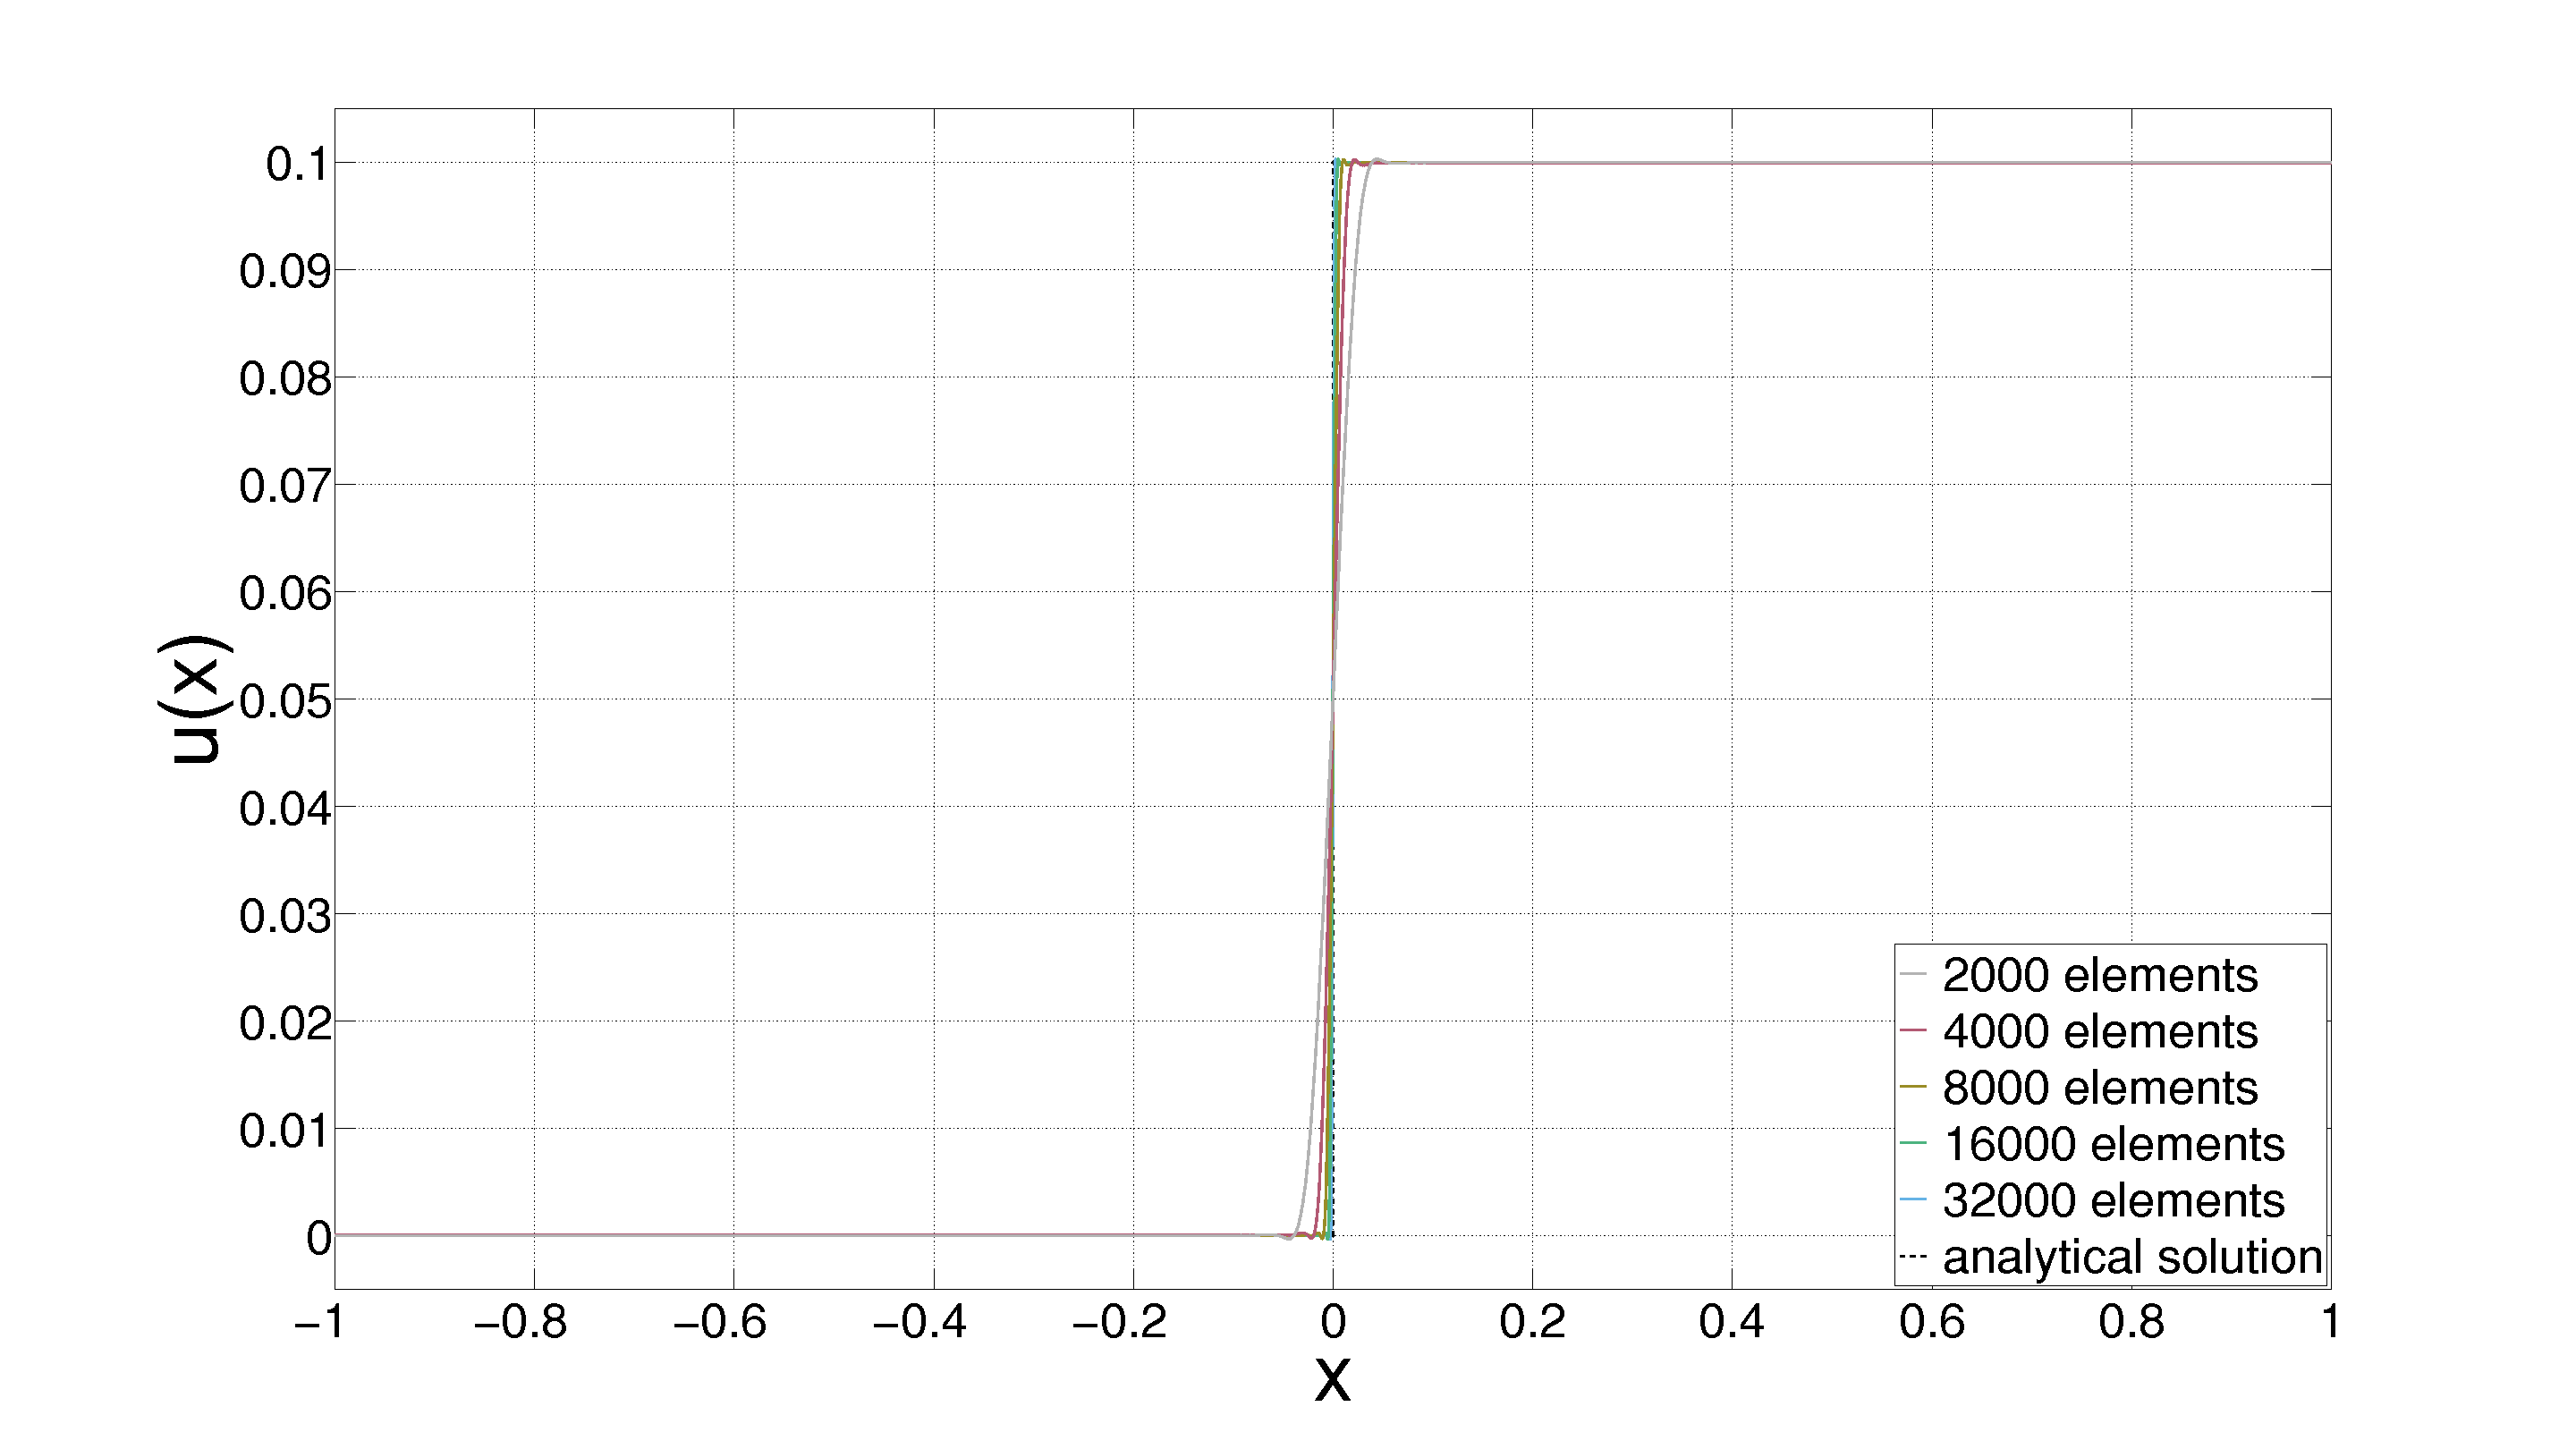 0.1
0.09
0.08
0.07
0.06
0.05
0.04
0.03
0.02
0.01
0
u(x)
−1 −0.8 −0.6 −0.4 −0.2 0 0.2 0.4 0.6 0.8 1
x
2000 elements
4000 elements
8000 elements
16000 elements
32000 elements
analytical solution